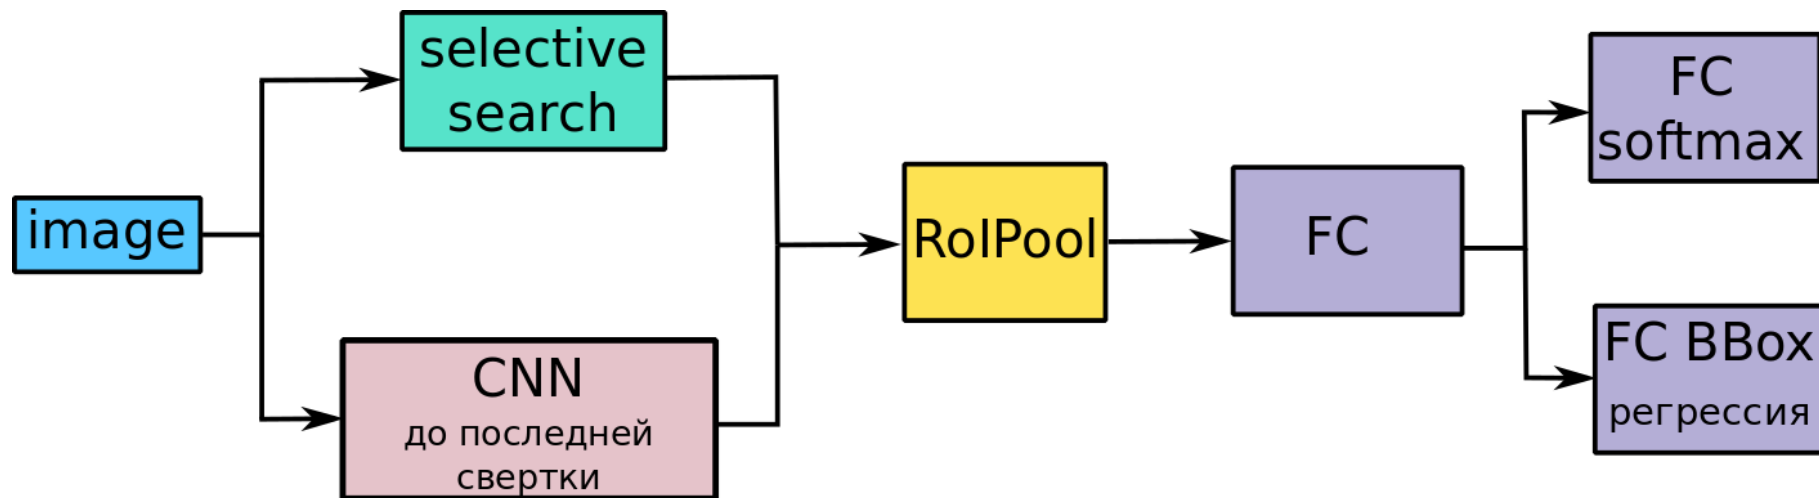 image
selective
search
CNN
до последней
свертки
RoIPool
FC
FC
softmax
FC BBox
регрессия